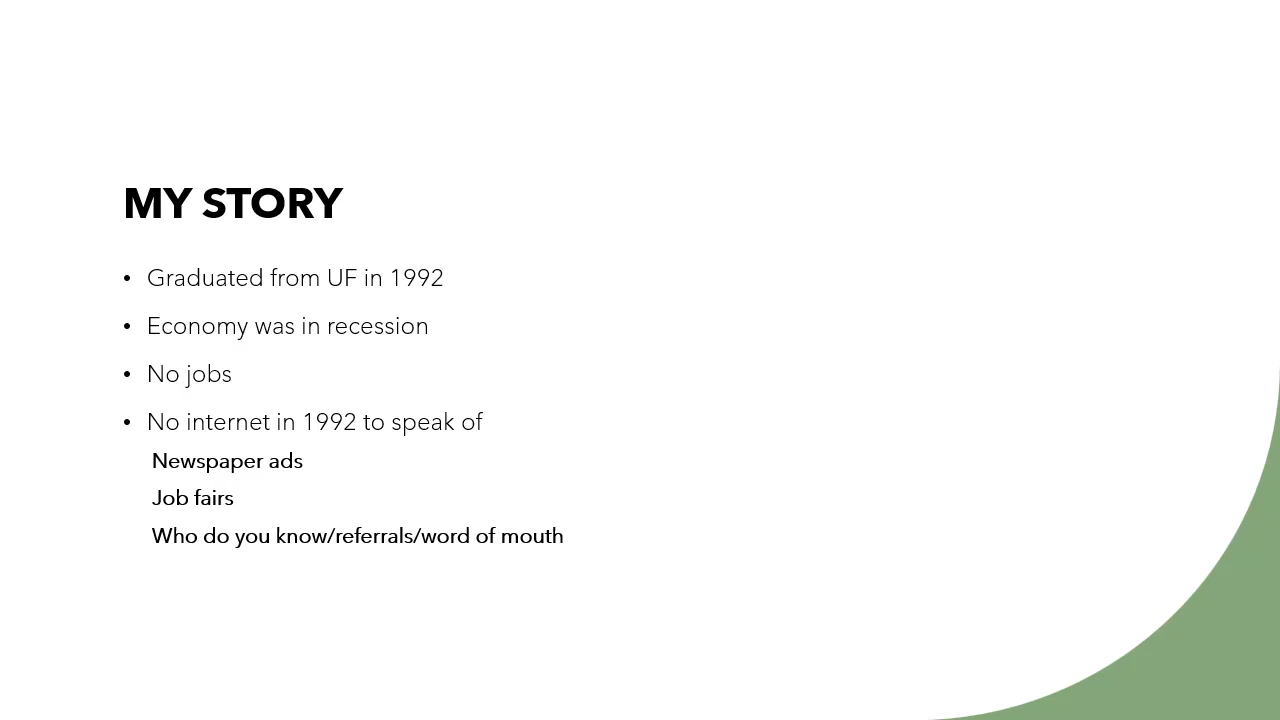 MY STORY
• Graduated from UF in 1992
• Economy was in recession
• No jobs
• No internet in 1992 to speak of
Newspaper ads
Job fairs
Who do you know/referrals/word of mouth